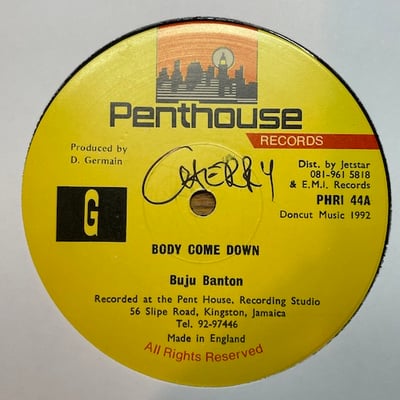 Penthouse
RECORDS
Produced by
D. Germain
CHERRY
Dist. by Jetstar
081-961 5818
& E.M.I. Records
PHRI 44A
Doncut Music 1992
G
BODY COME DOWN
Buju Banton
Recorded at the Pent House, Recording Studio
56 Slipe Road, Kingston, Jamaica
Tel. 92-97446
Made in England
All Rights Reserved